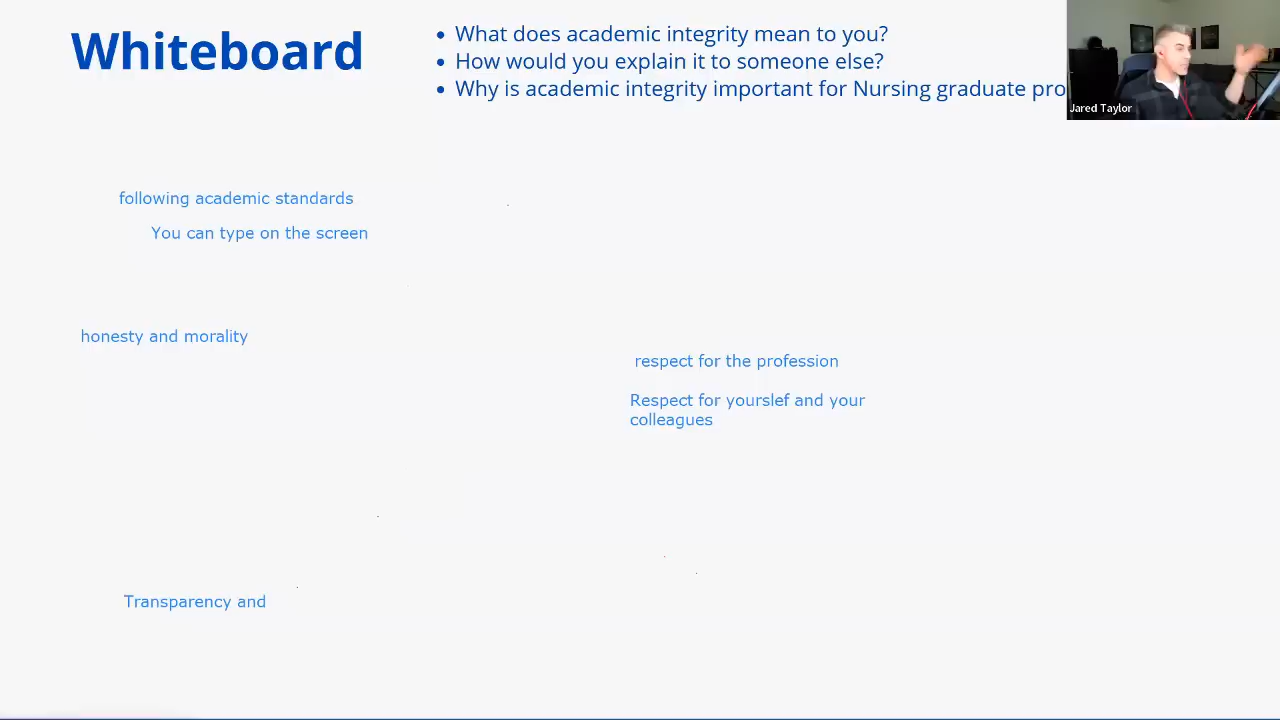 Whiteboard
• What does academic integrity mean to you?
• How would you explain it to someone else?
• Why is academic integrity important for Nursing graduate pro
Jared Taylor
following academic standards
You can type on the screen
honesty and morality
respect for the profession
Respect for yourslef and your
colleagues
Transparency and